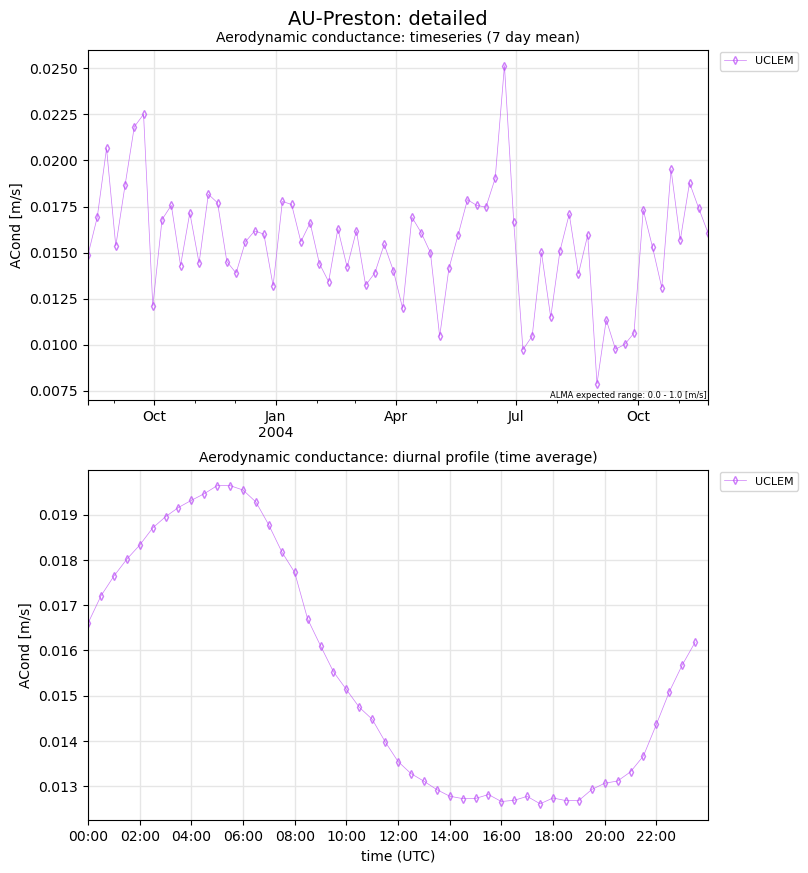 AU-Preston: detailed
Aerodynamic conductance: timeseries (7 day mean)
UCLEM
0.0250
0.0225
0.0200
0.0175
0.0150
0.0125
0.0100
0.0075
ACond [m/s]
ALMA expected range: 0.0 - 1.0 [m/s]
Oct Jan Apr Jul Oct
2004
Aerodynamic conductance: diurnal profile (time average)
UCLEM
0.019
0.018
0.017
0.016
0.015
0.014
0.013
ACond [m/s]
00:00 02:00 04:00 06:00 08:00 10:00 12:00 14:00 16:00 18:00 20:00 22:00
time (UTC)